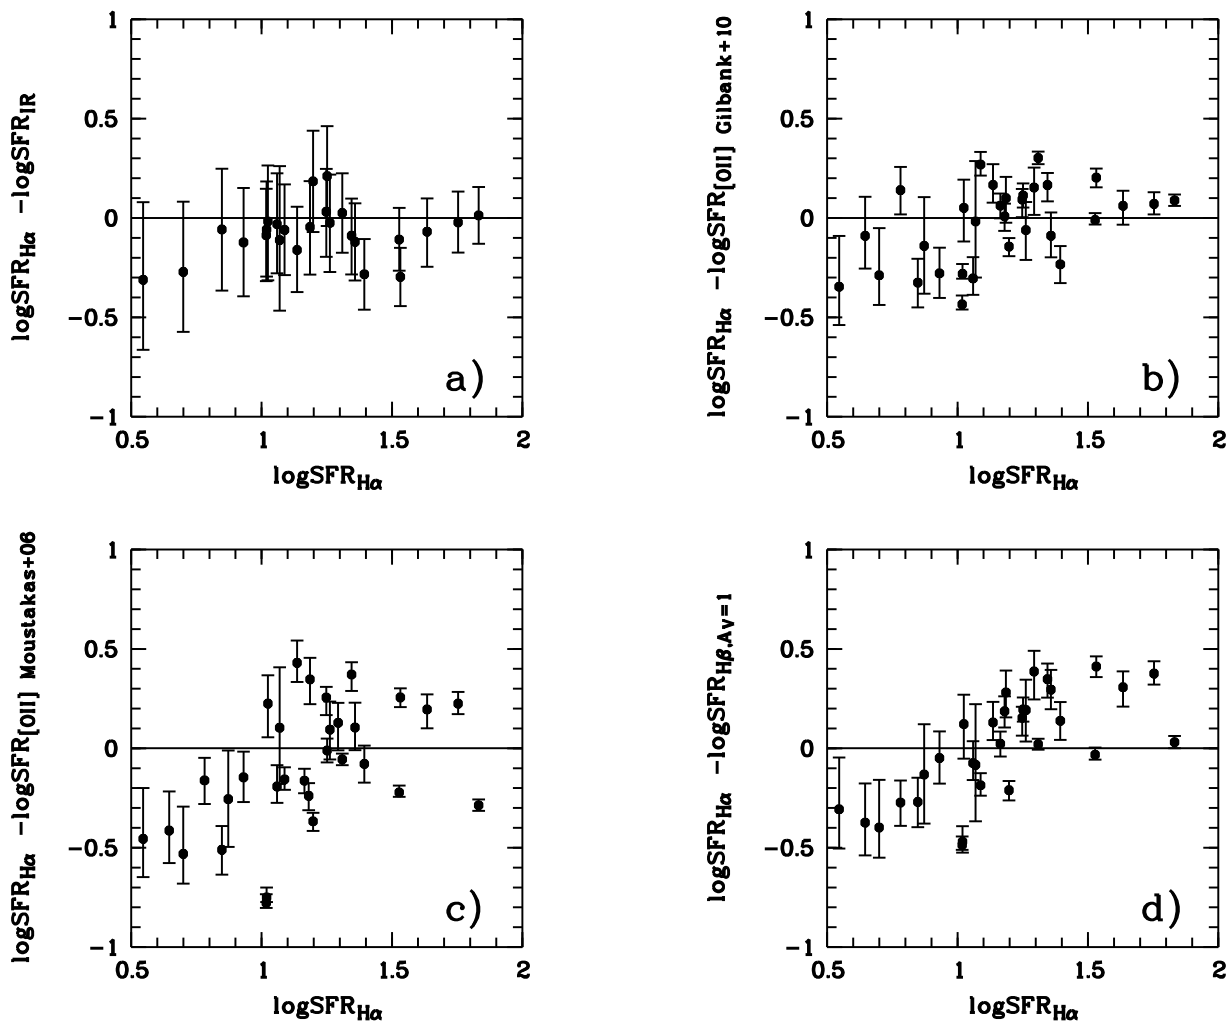 1
0.5
0
−0.5
−1
logSFRHα −logSFRIR
a)
0.5 1 1.5 2
logSFRHα
1
0.5
0
−0.5
−1
logSFRHα −logSFR[OII] Gilbank+10
b)
0.5 1 1.5 2
logSFRHα
1
0.5
0
−0.5
−1
logSFRHα −logSFR[OII] Moustakas+06
c)
0.5 1 1.5 2
logSFRHα
1
0.5
0
−0.5
−1
logSFRHα −logSFRHβ,Av=1
d)
0.5 1 1.5 2
logSFRHα